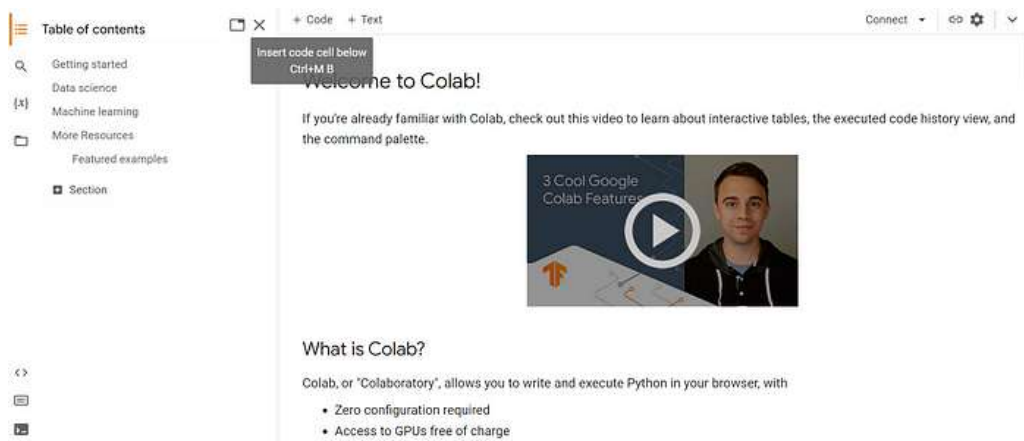 Table of contents
+ Code + Text
Connect
Insert code cell below
Ctrl+M B
{x}
Getting started
Data science
Machine learning
More Resources
Featured examples
Section
Welcome to Colab!
If you're already familiar with Colab, check out this video to learn about interactive tables, the executed code history view, and
the command palette.
3 Cool Google
Colab Features
What is Colab?
Colab, or "Colaboratory", allows you to write and execute Python in your browser, with
• Zero configuration required
• Access to GPUs free of charge